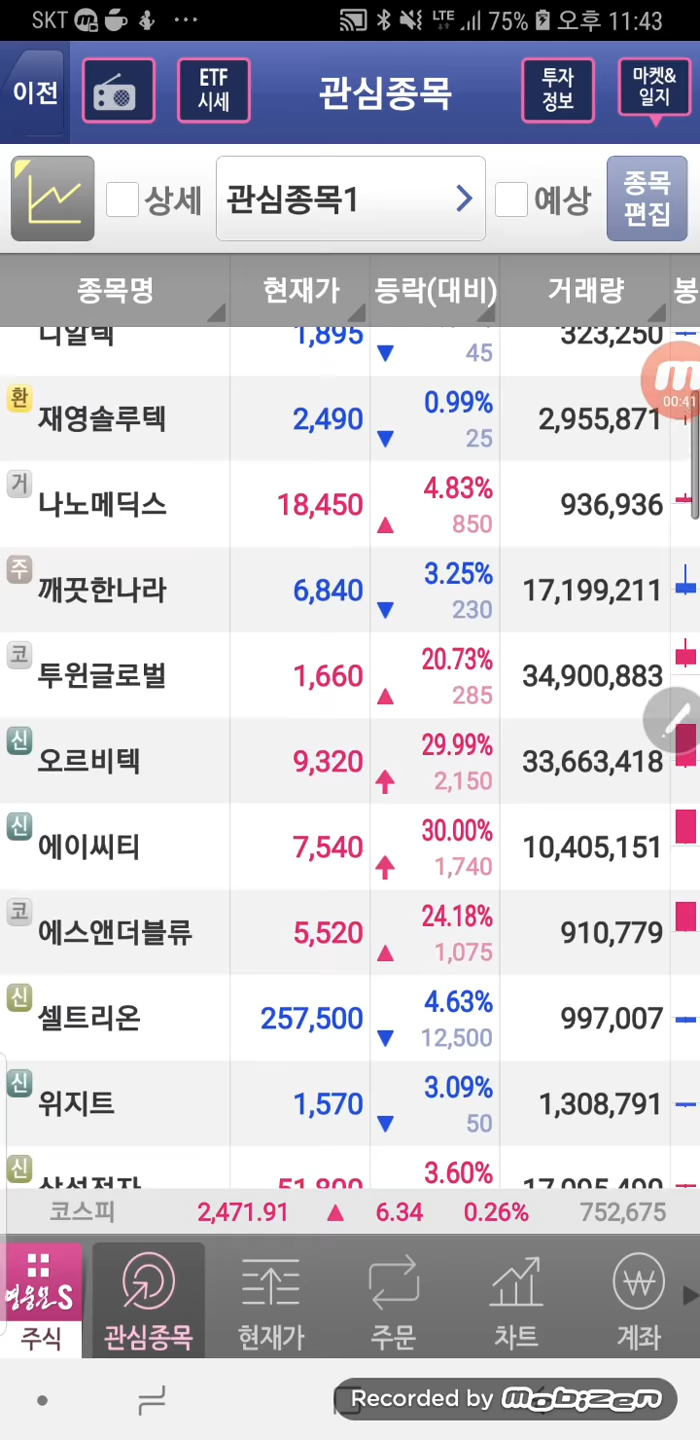 SKT ••• LTE 75% 오후 11:43
이전
ETF
시세
관심종목
투자
정보
마켓&
일지
상세
관심종목1
예상
종목
편집
종목명 현재가 등락(대비) 거래량 봉
1,895 323,250
45
00:41
환 재영솔루텍 2,490 0.99% 2,955,871
25
거 나노메딕스 18,450 4.83% 936,936
850
주 깨끗한나라 6,840 3.25% 17,199,211
230
코 투윈글로벌 1,660 20.73% 34,900,883
285
신 오르비텍 9,320 29.99% 33,663,418
2,150
신 에이씨티 7,540 30.00% 10,405,151
1,740
코 에스앤더블류 5,520 24.18% 910,779
1,075
신 셀트리온 257,500 4.63% 997,007
12,500
신 위지트 1,570 3.09% 1,308,791
50
신 삼성전자 51,800 3.60%
코스피 2,471.91 6.34 0.26% 752,675
영웅문S
주식 관심종목 현재가 주문 차트 계좌
Recorded by mobizen